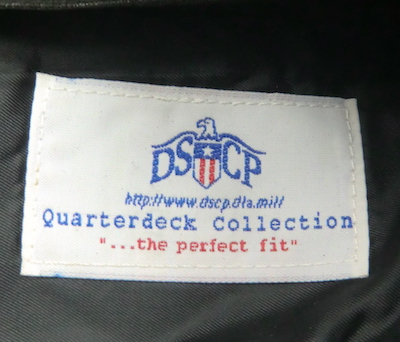 DSCP
http://www.dscp.dla.mil/
Quarterdeck Collection
"...the perfect fit"